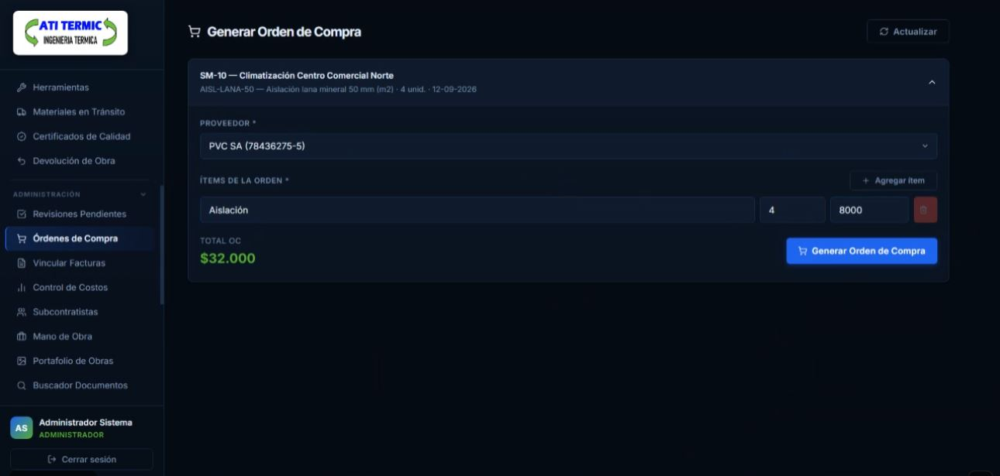 ATI TERMIC
INGENIERIA TERMICA
Herramientas
Materiales en Tránsito
Certificados de Calidad
Devolución de Obra
ADMINISTRACIÓN
Revisiones Pendientes
Órdenes de Compra
Vincular Facturas
Control de Costos
Subcontratistas
Mano de Obra
Portafolio de Obras
Buscador Documentos
AS
Administrador Sistema
ADMINISTRADOR
Cerrar sesión
Generar Orden de Compra
Actualizar
SM-10 — Climatización Centro Comercial Norte
AISL-LANA-50 — Aislación lana mineral 50 mm (m2) · 4 unid. · 12-09-2026
PROVEEDOR *
PVC SA (78436275-5)
ÍTEMS DE LA ORDEN *
+ Agregar ítem
Aislación
4
8000
TOTAL OC
$32.000
Generar Orden de Compra